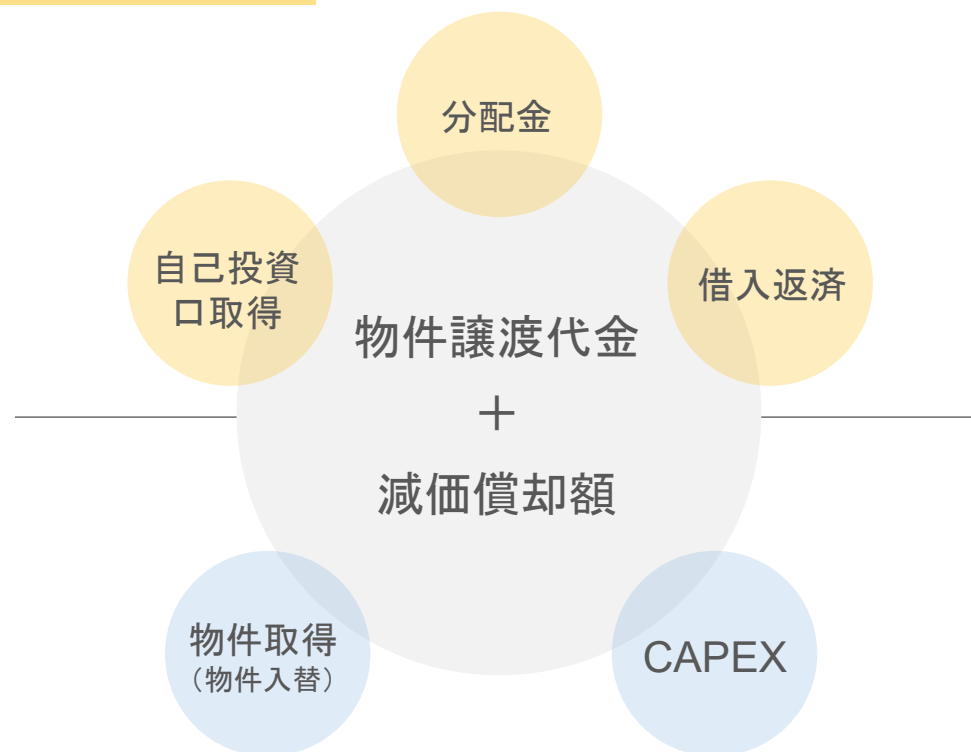 分配金
自己投資
口取得
借入返済
物件譲渡代金
＋
減価償却額
物件取得
（物件入替）
CAPEX